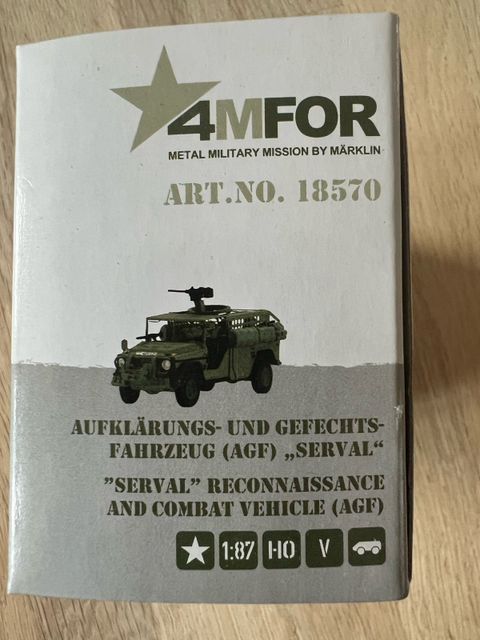 4MFOR
METAL MILITARY MISSION BY MÄRKLIN
ART.NO. 18570
AUFKLÄRUNGS- UND GEFECHTS-
FAHRZEUG (AGF) „SERVAL“
”SERVAL” RECONNAISSANCE
AND COMBAT VEHICLE (AGF)
1:87 HO V